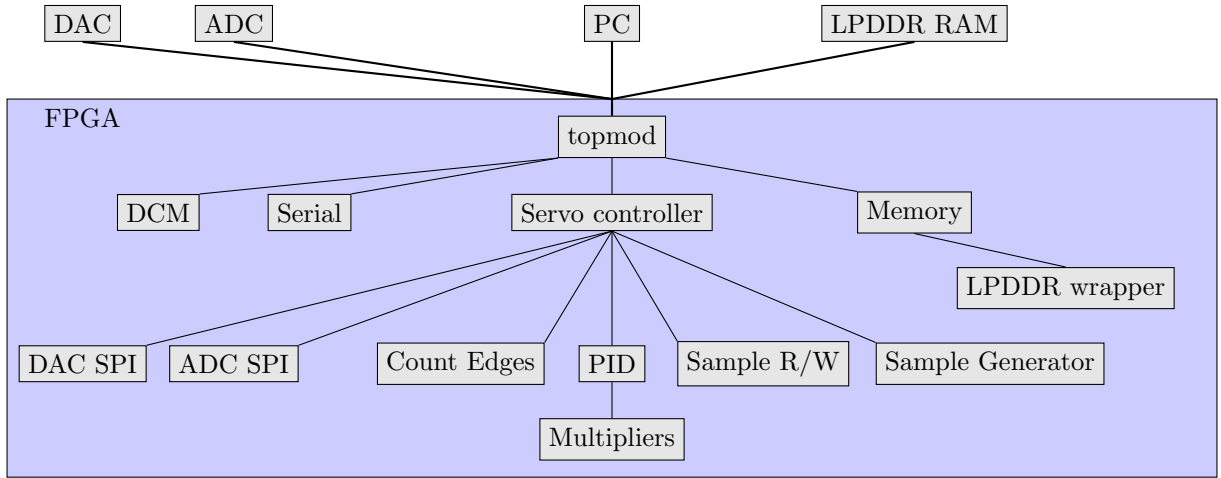 DAC
ADC
PC
LPDDR RAM
FPGA
topmod
DCM
Serial
Servo controller
Memory
LPDDR wrapper
DAC SPI
ADC SPI
Count Edges
PID
Sample R/W
Sample Generator
Multipliers